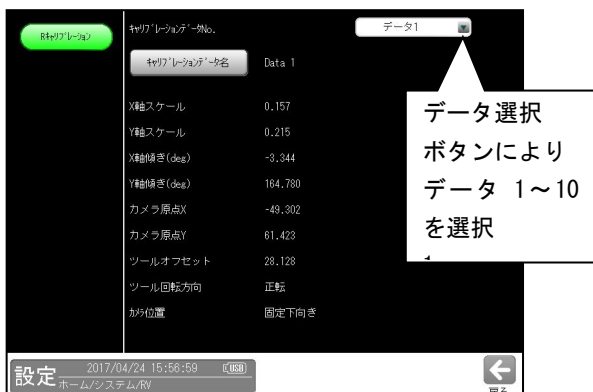 Rｷｬﾘﾌﾞﾚｰｼｮﾝ
ｷｬﾘﾌﾞﾚｰｼｮﾝﾃﾞｰﾀNo.
データ1
ｷｬﾘﾌﾞﾚｰｼｮﾝﾃﾞｰﾀ名 Data 1
X軸スケール 0.157
Y軸スケール 0.215
X軸傾き(deg) -3.344
Y軸傾き(deg) 164.780
カメラ原点X -49.302
カメラ原点Y 61.423
ツールオフセット 28.128
ツール回転方向 正転
ｶﾒﾗ位置 固定下向き
データ選択
ボタンにより
データ 1～10
を選択
設定
2017/04/24 15:56:59 USB
ホーム/システム/RV
戻る